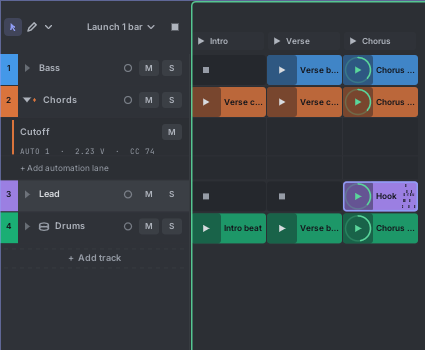 Launch 1 bar
Intro Verse Chorus
1 Bass M S Verse b... Chorus ...
2 Chords M S Verse c... Verse c... Chorus ...
Cutoff M
AUTO 1 · 2.23 V · CC 74
+ Add automation lane
3 Lead M S Hook
4 Drums M S Intro beat Verse b... Chorus ...
+ Add track